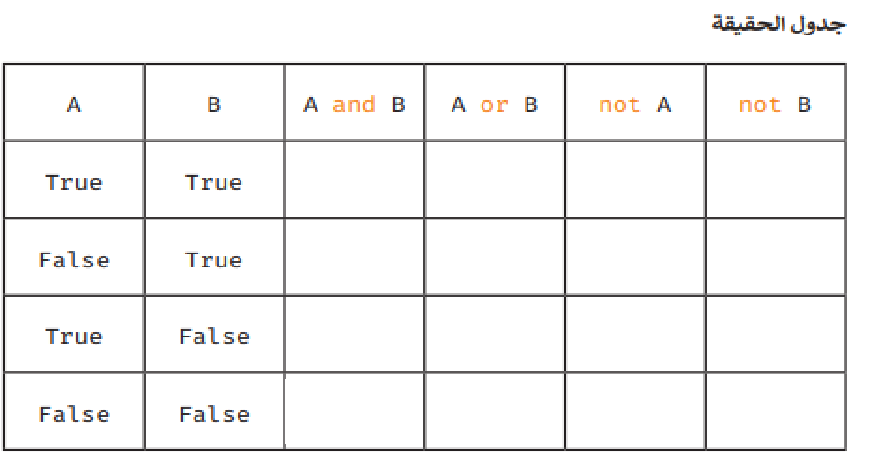 جدول الحقيقة
A B A and B A or B not A not B
True True
False True
True False
False False